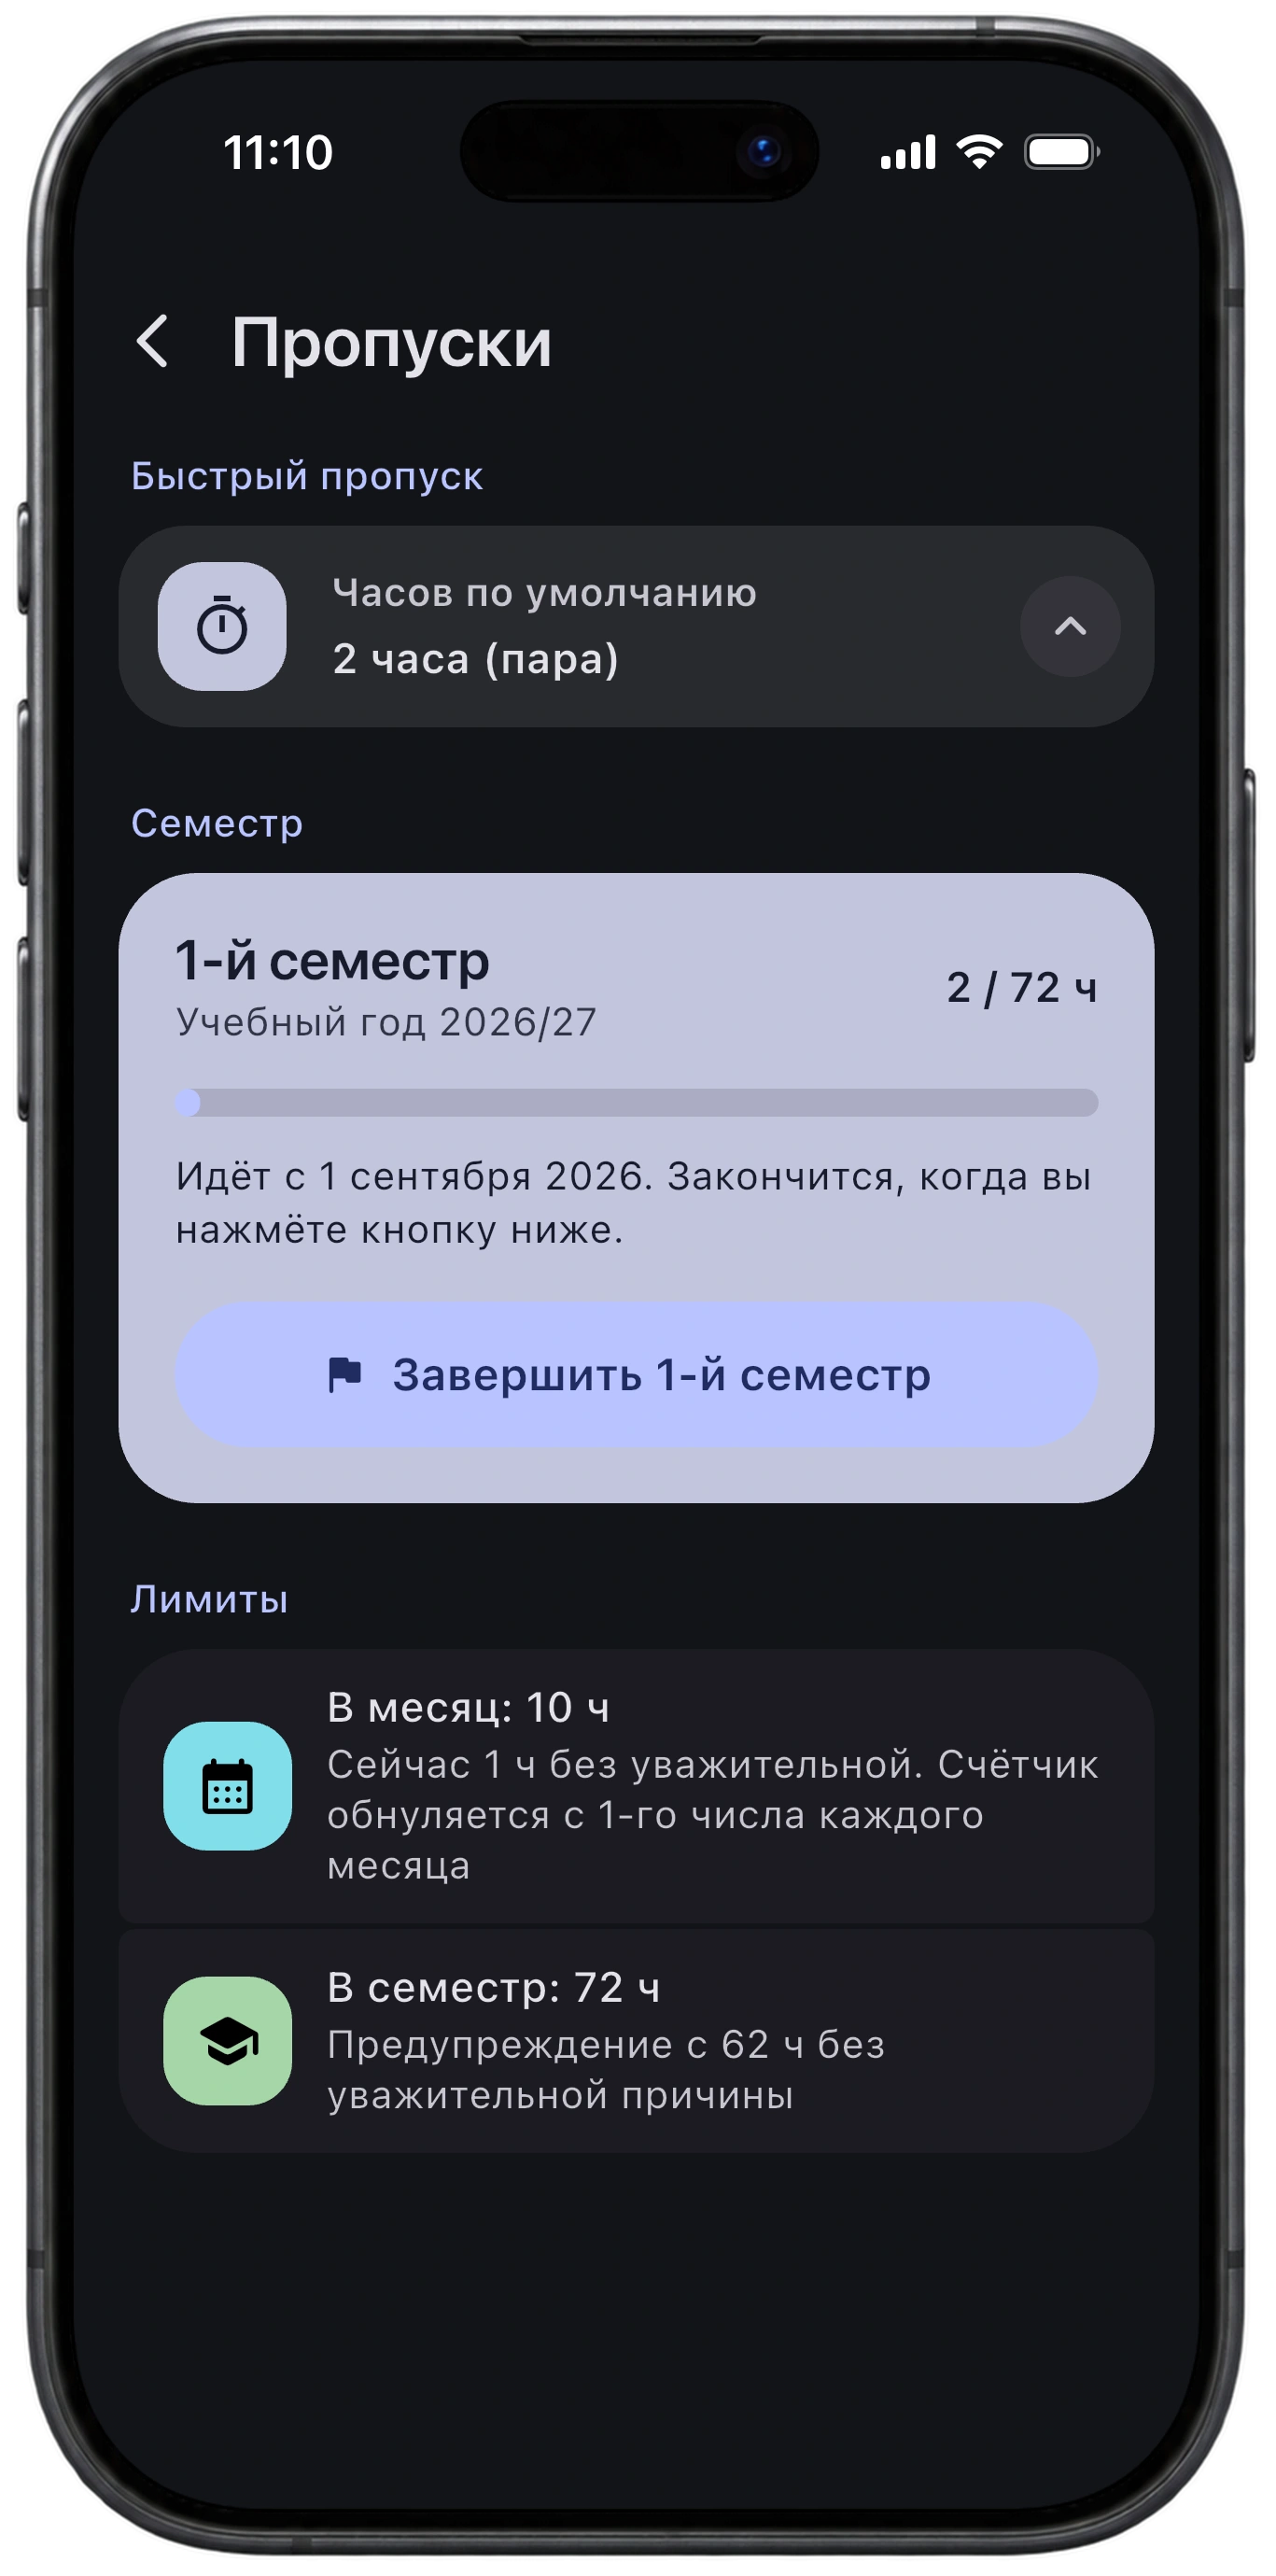 11:10
Пропуски
Быстрый пропуск
Часов по умолчанию
2 часа (пара)
Семестр
1-й семестр
Учебный год 2026/27
2 / 72 ч
Идёт с 1 сентября 2026. Закончится, когда вы
нажмёте кнопку ниже.
Завершить 1-й семестр
Лимиты
В месяц: 10 ч
Сейчас 1 ч без уважительной. Счётчик
обнуляется с 1-го числа каждого
месяца
В семестр: 72 ч
Предупреждение с 62 ч без
уважительной причины